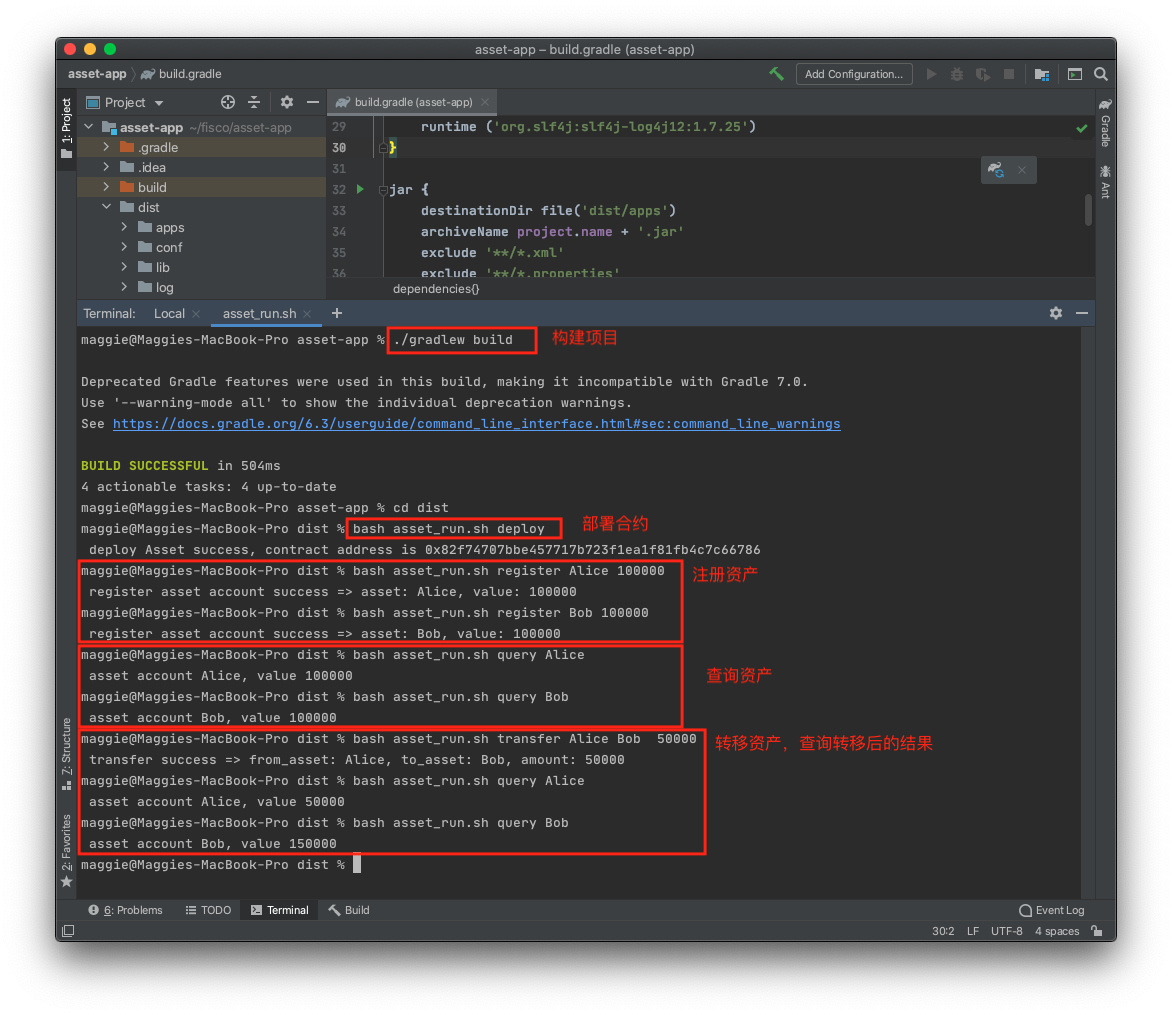 asset-app – build.gradle (asset-app)
asset-app build.gradle
Add Configuration...
1: Project
Project
build.gradle (asset-app)
Gradle
Ant
asset-app ~/fisco/asset-app
.gradle
.idea
build
dist
apps
conf
lib
log
29 runtime ('org.slf4j:slf4j-log4j12:1.7.25')
30 }
31
32 jar {
33 destinationDir file('dist/apps')
34 archiveName project.name + '.jar'
35 exclude '**/*.xml'
36 exclude '**/*.properties'
dependencies{}
Terminal: Local asset_run.sh
maggie@Maggies-MacBook-Pro asset-app % ./gradlew build 构建项目
Deprecated Gradle features were used in this build, making it incompatible with Gradle 7.0.
Use '--warning-mode all' to show the individual deprecation warnings.
See https://docs.gradle.org/6.3/userguide/command_line_interface.html#sec:command_line_warnings
BUILD SUCCESSFUL in 504ms
4 actionable tasks: 4 up-to-date
maggie@Maggies-MacBook-Pro asset-app % cd dist
maggie@Maggies-MacBook-Pro dist % bash asset_run.sh deploy 部署合约
deploy Asset success, contract address is 0x82f74707bbe457717b723f1ea1f81fb4c7c66786
maggie@Maggies-MacBook-Pro dist % bash asset_run.sh register Alice 100000 注册资产
register asset account success => asset: Alice, value: 100000
maggie@Maggies-MacBook-Pro dist % bash asset_run.sh register Bob 100000
register asset account success => asset: Bob, value: 100000
maggie@Maggies-MacBook-Pro dist % bash asset_run.sh query Alice
asset account Alice, value 100000 查询资产
maggie@Maggies-MacBook-Pro dist % bash asset_run.sh query Bob
asset account Bob, value 100000
maggie@Maggies-MacBook-Pro dist % bash asset_run.sh transfer Alice Bob  50000 转移资产，查询转移后的结果
transfer success => from_asset: Alice, to_asset: Bob, amount: 50000
maggie@Maggies-MacBook-Pro dist % bash asset_run.sh query Alice
asset account Alice, value 50000
maggie@Maggies-MacBook-Pro dist % bash asset_run.sh query Bob
asset account Bob, value 150000
maggie@Maggies-MacBook-Pro dist %
Z: Structure
2: Favorites
6: Problems TODO Terminal Build Event Log
30:2 LF UTF-8 4 spaces